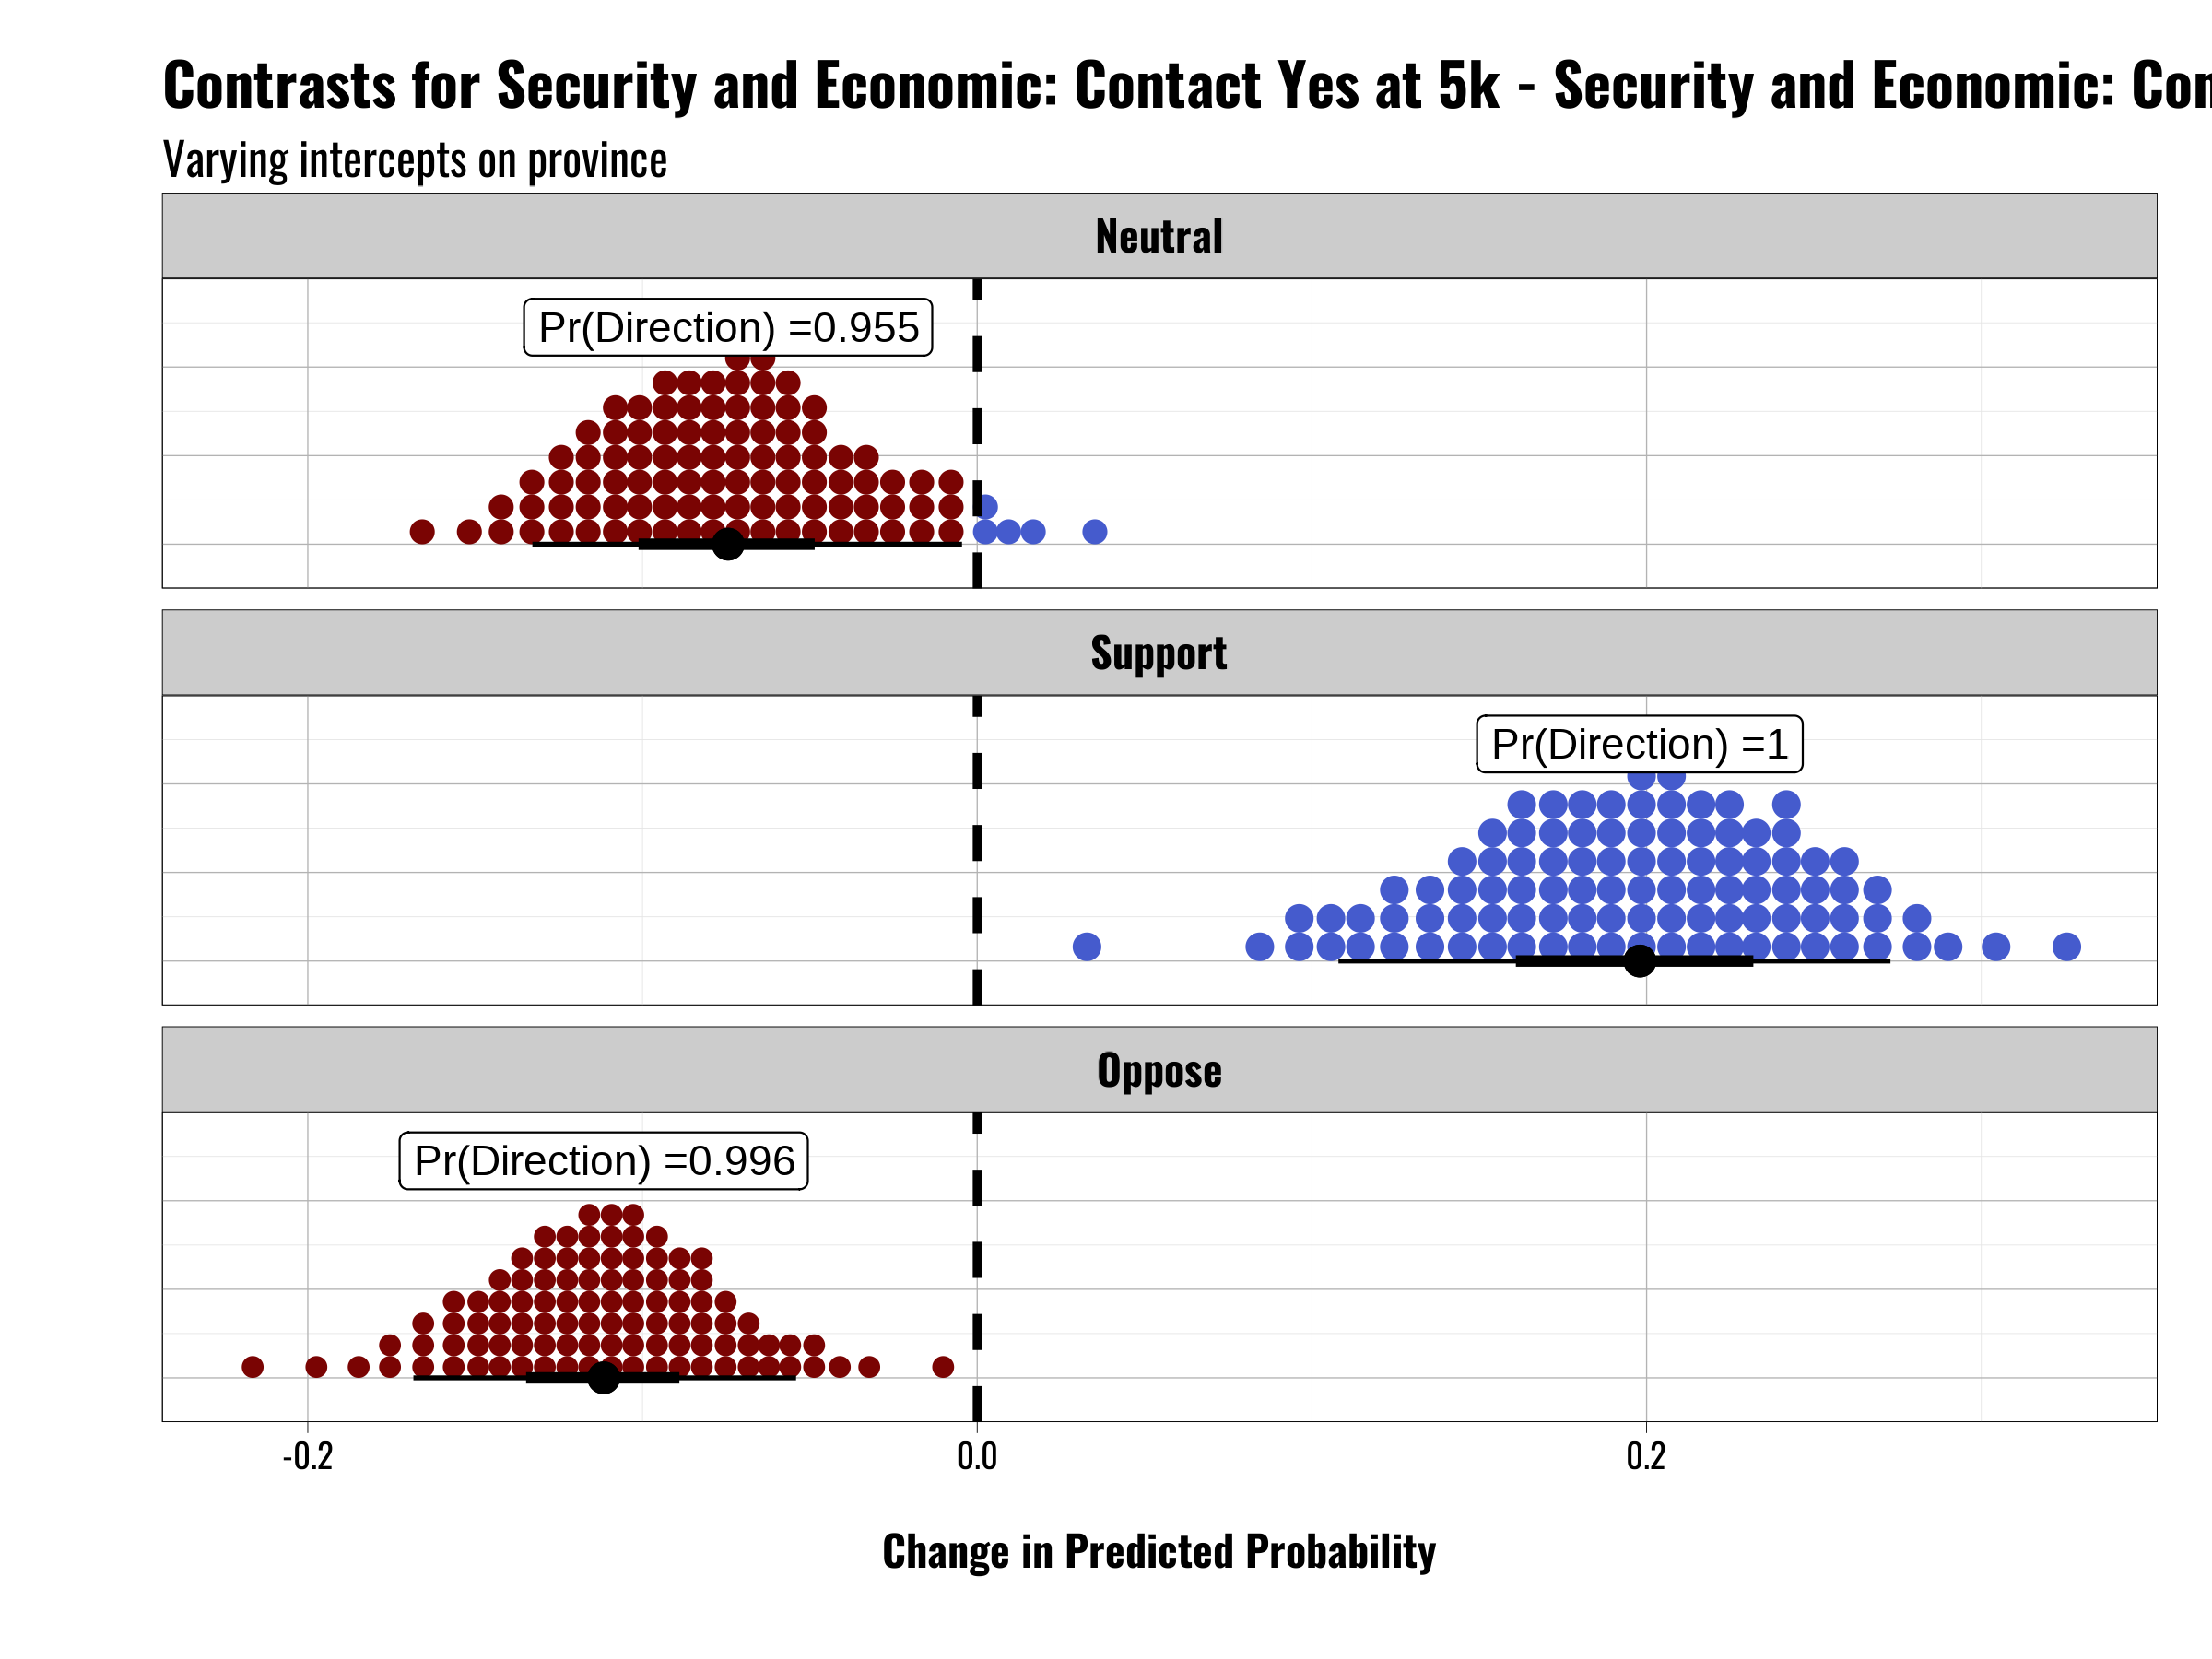 Contrasts for Security and Economic: Contact Yes at 5k - Security and Economic:
Varying intercepts on province
Neutral
Pr(Direction) =0.955
Support
Pr(Direction) =1
Oppose
Pr(Direction) =0.996
-0.2 0.0 0.2
Change in Predicted Probability